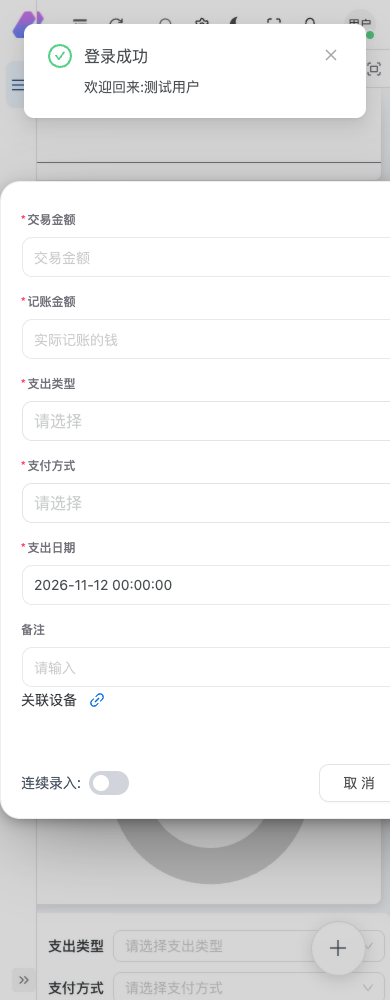 登录成功
欢迎回来:测试用户
*交易金额
交易金额
*记账金额
实际记账的钱
*支出类型
请选择
*支付方式
请选择
*支出日期
2026-11-12 00:00:00
备注
请输入
关联设备
连续录入:
取 消
支出类型
请选择支出类型
支付方式
请选择支付方式